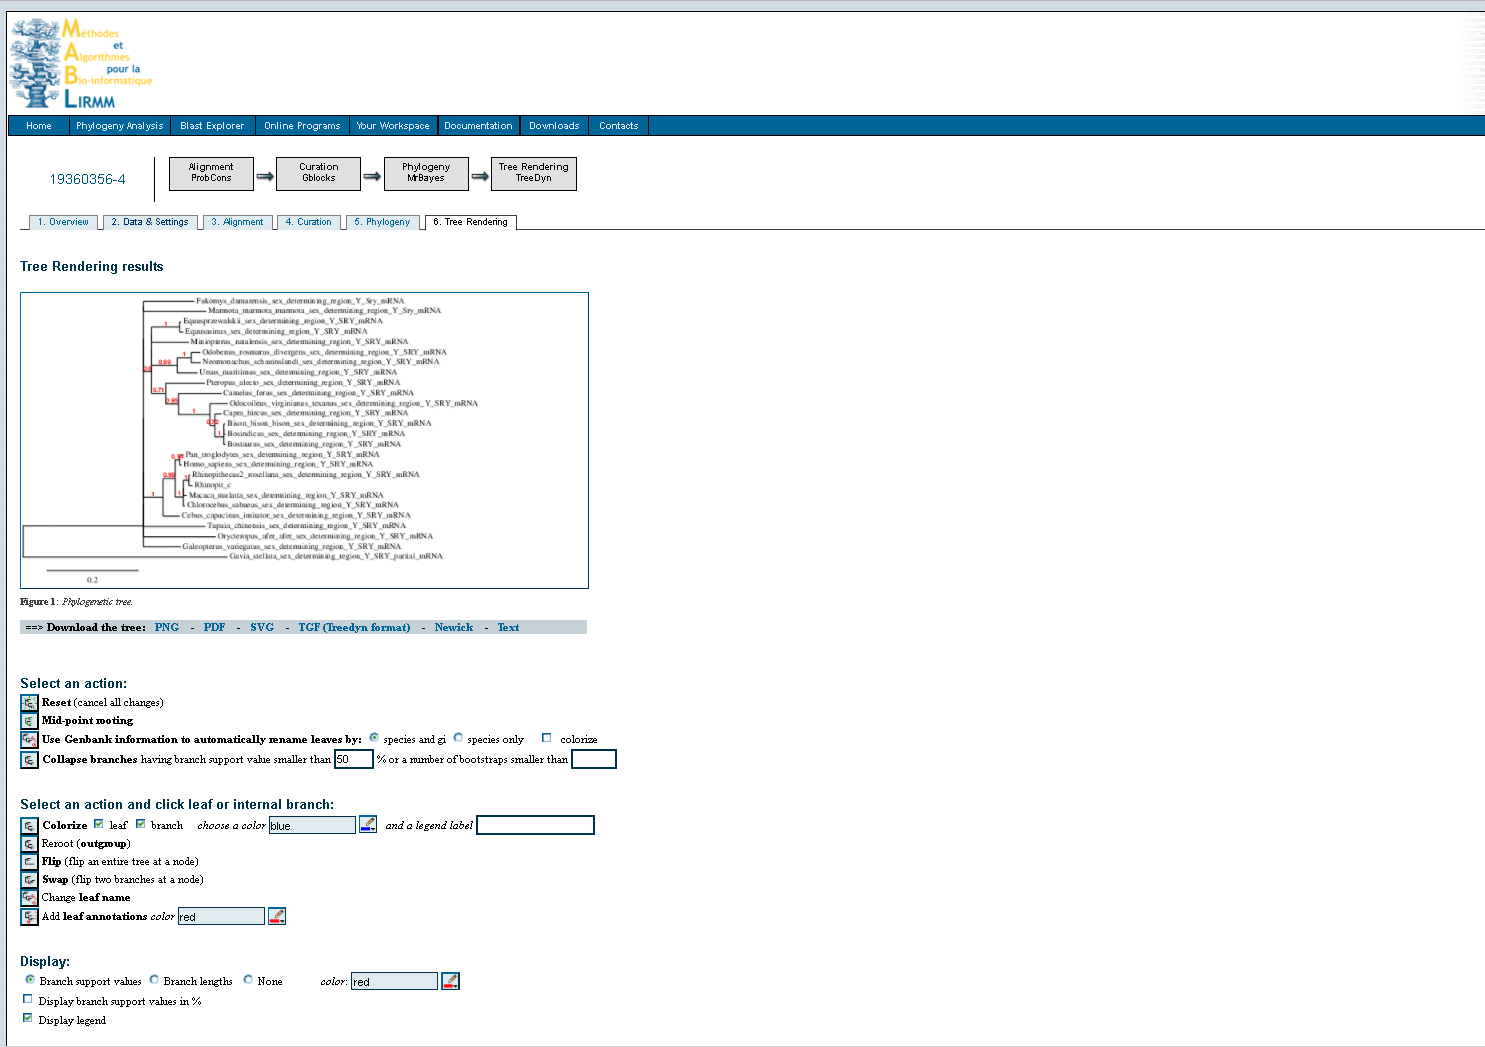 Méthodes
et
Algorithmes
pour la
Bio-informatique
LIRMM
Home Phylogeny Analysis Blast Explorer Online Programs Your Workspace Documentation Downloads Contacts
19360356-4
Alignment
ProbCons
Curation
Gblocks
Phylogeny
MrBayes
Tree Rendering
TreeDyn
1. Overview 2. Data & Settings 3. Alignment 4. Curation 5. Phylogeny 6. Tree Rendering
Tree Rendering results
Fukomys_damarensis_sex_determining_region_Y_Sry_mRNA
Marmota_marmota_marmota_sex_determining_region_Y_Sry_mRNA
Equusprzewalskii_sex_determining_region_Y_SRY_mRNA
1
Equusasinus_sex_determining_region_Y_SRY_mRNA
Miniopterus_natalensis_sex_determining_region_Y_SRY_mRNA
Odobenus_rosmarus_divergens_sex_determining_region_Y_SRY_mRNA
1
Neomonachus_schauinslandi_sex_determining_region_Y_SRY_mRNA
0.99
Ursus_maritimus_sex_determining_region_Y_SRY_mRNA
Pteropus_alecto_sex_determining_region_Y_SRY_mRNA
0.71
Camelus_ferus_sex_determining_region_Y_SRY_mRNA
Odocoileus_virginianus_texanus_sex_determining_region_Y_SRY_mRNA
Capra_hircus_sex_determining_region_Y_SRY_mRNA
1
Bison_bison_bison_sex_determining_region_Y_SRY_mRNA
Bosindicus_sex_determining_region_Y_SRY_mRNA
1
Bostaurus_sex_determining_region_Y_SRY_mRNA
Pan_troglodytes_sex_determining_region_Y_SRY_mRNA
Homo_sapiens_sex_determining_region_Y_SRY_mRNA
Rhinopithecus2_roxellana_sex_determining_region_Y_SRY_mRNA
Rhinopit_c
Macaca_mulatta_sex_determining_region_Y_SRY_mRNA
1 1
Chlorocebus_sabaeus_sex_determining_region_Y_SRY_mRNA
Cebus_capucinus_imitator_sex_determining_region_Y_SRY_mRNA
Tupaia_chinensis_sex_determining_region_Y_SRY_mRNA
Orycteropus_afer_afer_sex_determining_region_Y_SRY_mRNA
Galeopterus_variegatus_sex_determining_region_Y_SRY_mRNA
Gavia_stellata_sex_determining_region_Y_SRY_partial_mRNA
0.2
Figure 1: Phylogenetic tree.
==> Download the tree: PNG - PDF - SVG - TGF (Treedyn format) - Newick - Text
Select an action:
Reset (cancel all changes)
Mid-point rooting
Use Genbank information to automatically rename leaves by: species and gi species only colorize
Collapse branches having branch support value smaller than 50 % or a number of bootstraps smaller than
Select an action and click leaf or internal branch:
Colorize leaf branch choose a color blue and a legend label
Reroot (outgroup)
Flip (flip an entire tree at a node)
Swap (flip two branches at a node)
Change leaf name
Add leaf annotations color red
Display:
Branch support values Branch lengths None color: red
Display branch support values in %
Display legend